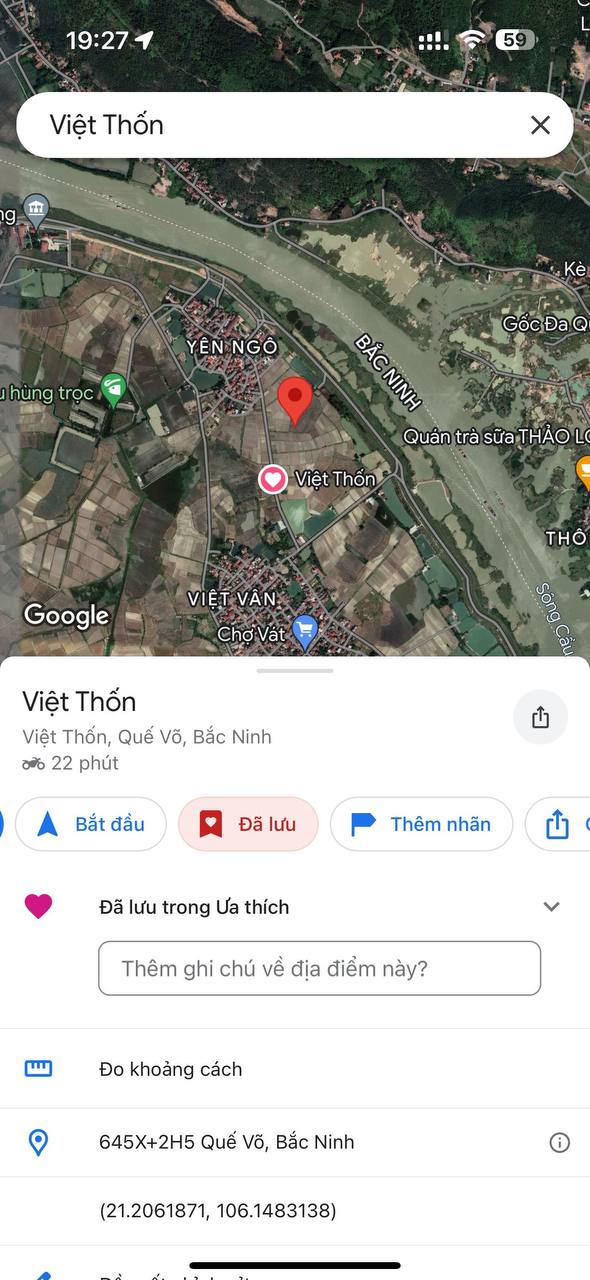 19:27
59
Việt Thốn
YÊN NGÔ
BẮC NINH
Kè
Gốc Đa
hùng trọc
Quán trà sữa THẢO
Việt Thốn
THÔ
VIỆT VÂN
Chợ Vát
Sông Cầu
Google
Việt Thốn
Việt Thốn, Quế Võ, Bắc Ninh
22 phút
Bắt đầu
Đã lưu
Thêm nhãn
Đã lưu trong Ưa thích
Thêm ghi chú về địa điểm này?
Đo khoảng cách
645X+2H5 Quế Võ, Bắc Ninh
(21.2061871, 106.1483138)